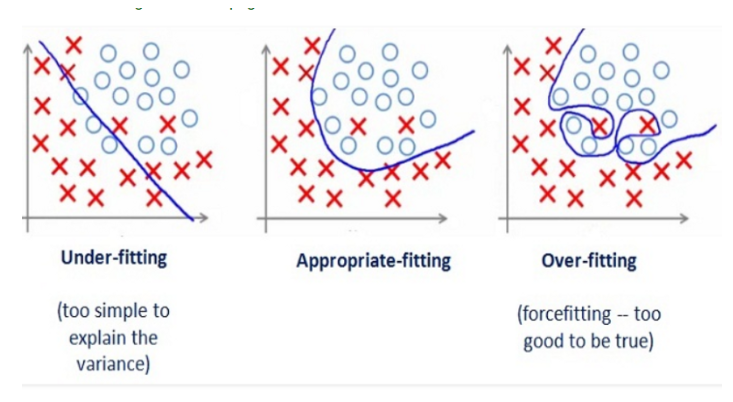 Under-fitting
Appropriate-fitting
Over-fitting
(too simple to
explain the
variance)
(forcefitting -- too
good to be true)